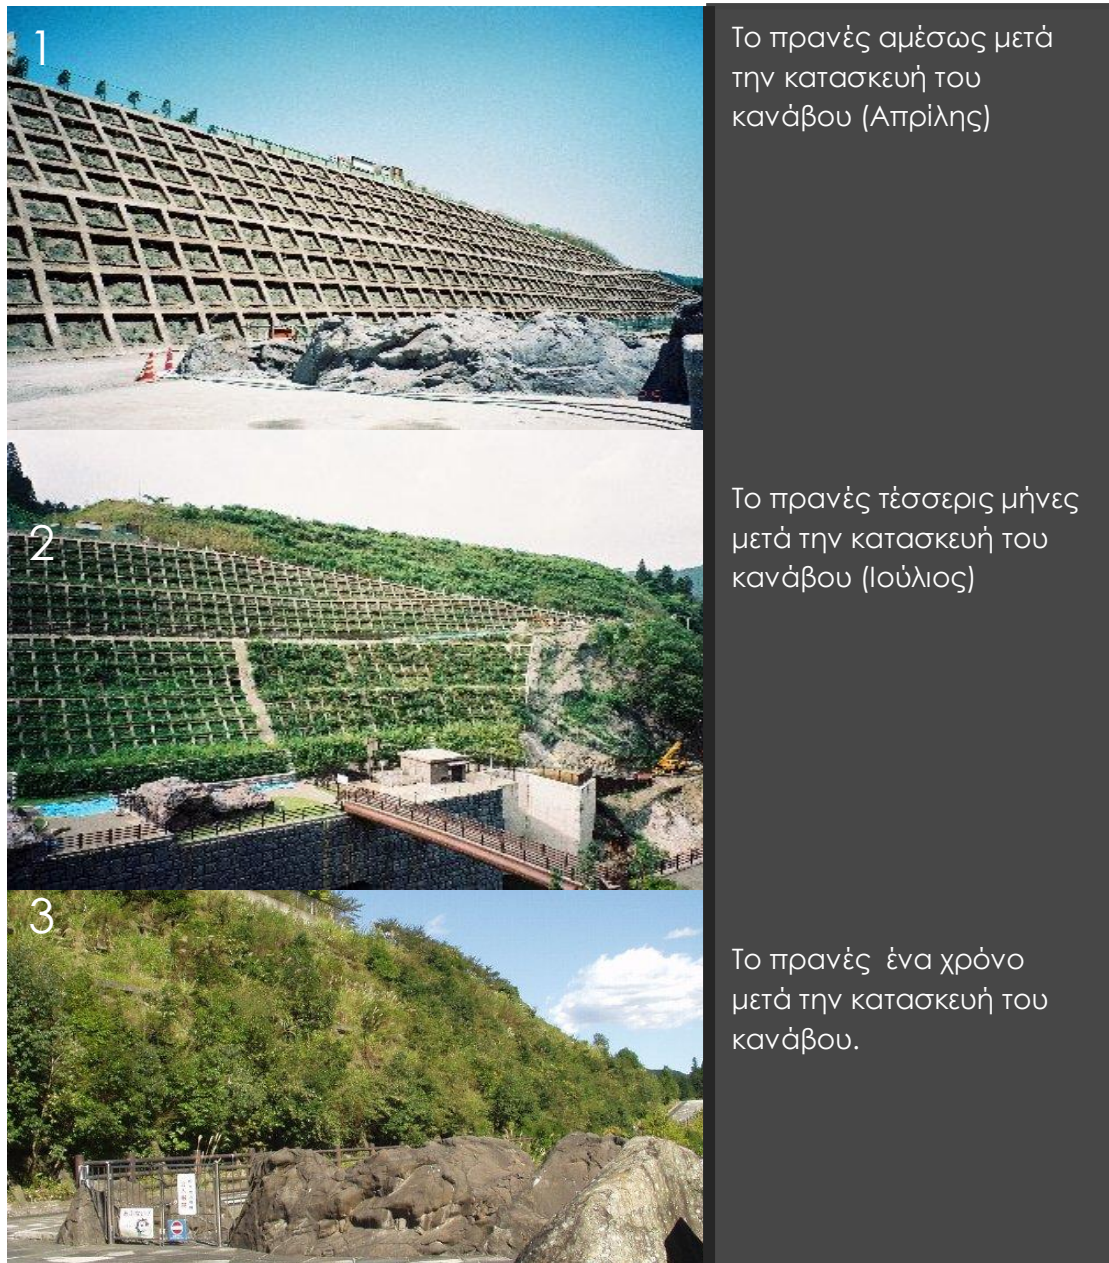 1
Το πρανές αμέσως μετά
την κατασκευή του
κανάβου (Απρίλης)
2
Το πρανές τέσσερις μήνες
μετά την κατασκευή του
κανάβου (Ιούλιος)
3
Το πρανές  ένα χρόνο
μετά την κατασκευή του
κανάβου.